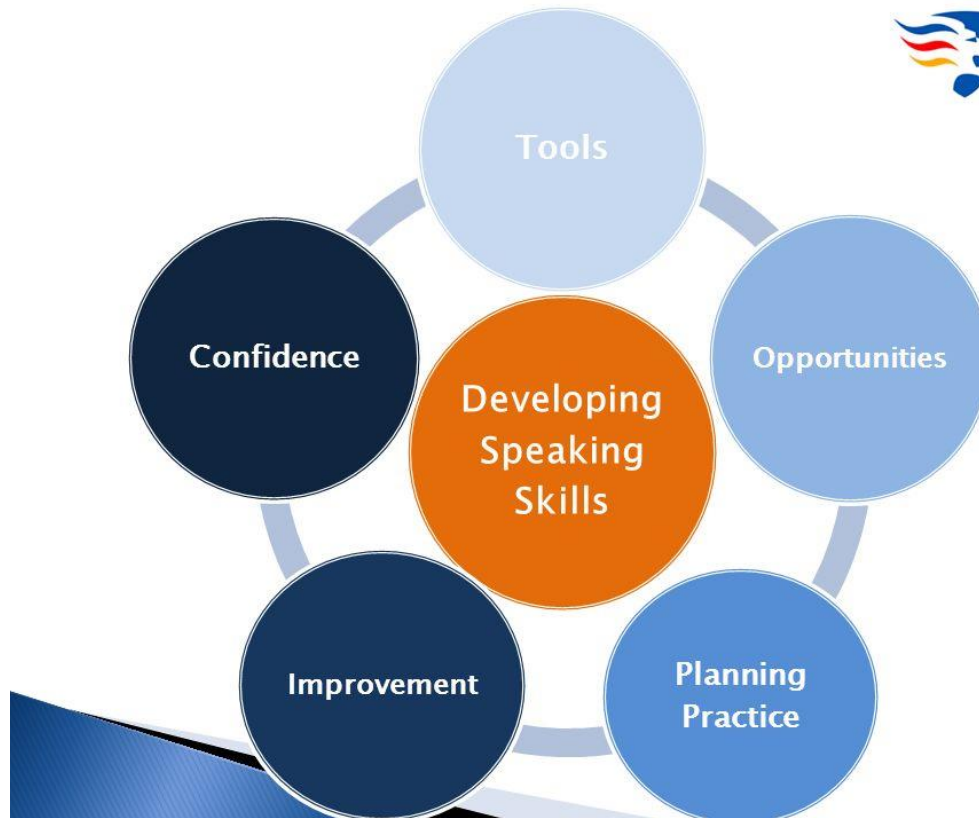 Tools
Opportunities
Planning
Practice
Improvement
Confidence
Developing
Speaking
Skills